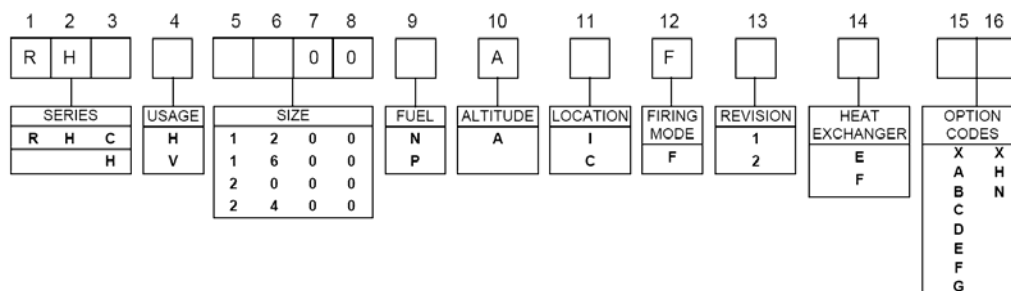 1 2 3 4 5 6 7 8 9 10 11 12 13 14 15 16
R H 0 0 A F
SERIES USAGE SIZE FUEL ALTITUDE LOCATION FIRING MODE REVISION HEAT EXCHANGER OPTION CODES
R H C H 1 2 0 0 N A I F 1 E X X
H V 1 6 0 0 P C 2 F A H
2 0 0 0 B N
2 4 0 0 C
D
E
F
G